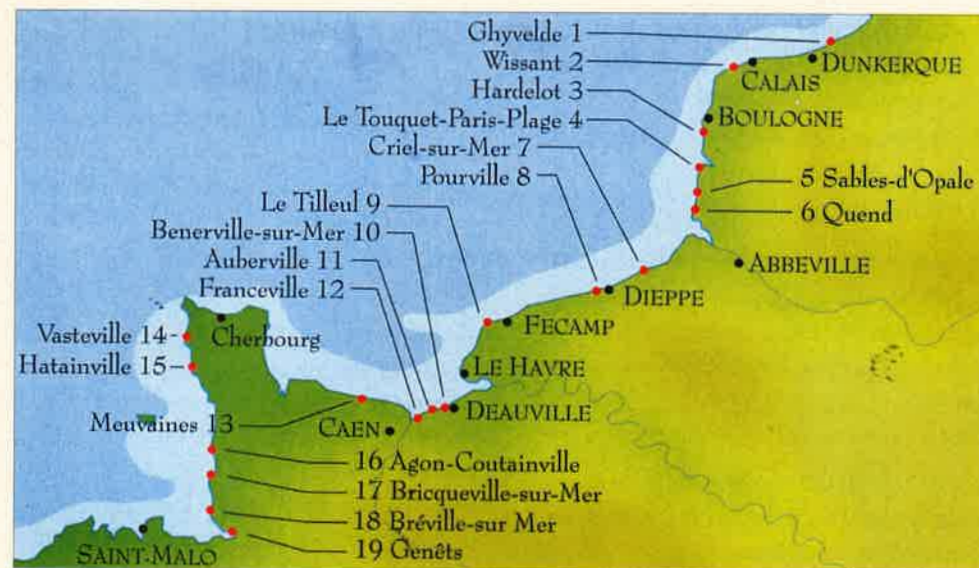 Ghyvelde 1
Wissant 2
DUNKERQUE
CALAIS
Hardelot 3
Le Touquet-Paris-Plage 4
BOULOGNE
Criel-sur-Mer 7
Pourville 8
5 Sables-d'Opale
6 Quend
Le Tilleul 9
Benerville-sur-Mer 10
Auberville 11
Franceville 12
ABBEVILLE
DIEPPE
FECAMP
Vasteville 14
Cherbourg
Hatainville 15
LE HAVRE
Meuvaines 13
DEAUVILLE
CAEN
16 Agon-Coutainville
17 Bricqueville-sur-Mer
18 Bréville-sur Mer
SAINT-MALO
19 Genêts